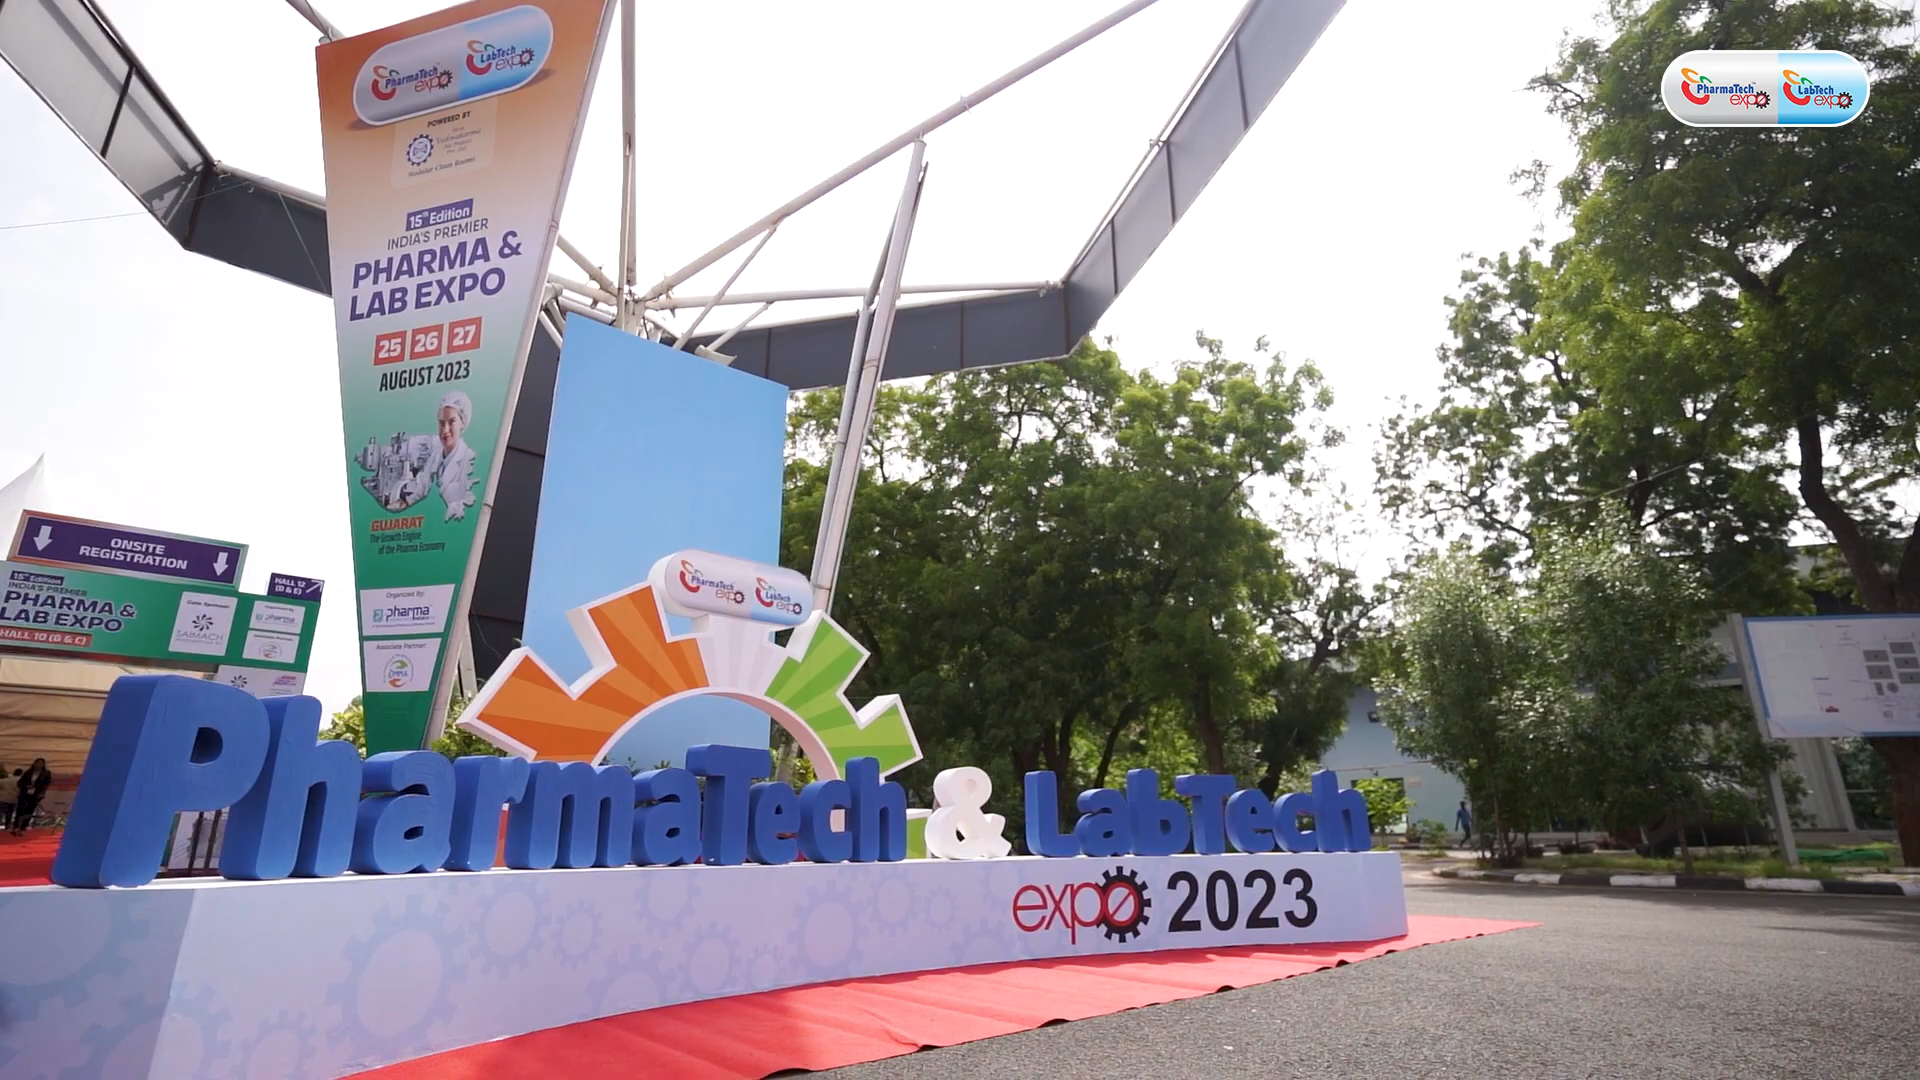 PharmaTech expo LabTech expo
POWERED BY
Modular Clean Rooms
15th Edition
INDIA'S PREMIER
PHARMA &
LAB EXPO
25 26 27
AUGUST 2023
GUJARAT
The Growth Engine
of the Pharma Economy
Organized By:
pharma
Associate Partner:
ONSITE
REGISTRATION
15th Edition
INDIA'S PREMIER
PHARMA &
LAB EXPO
HALL 10 (B & C)
HALL 12
(D & E)
SAIMACH
pharma
PharmaTech expo LabTech expo
PharmaTech & LabTech
expo 2023
PharmaTech expo LabTech expo